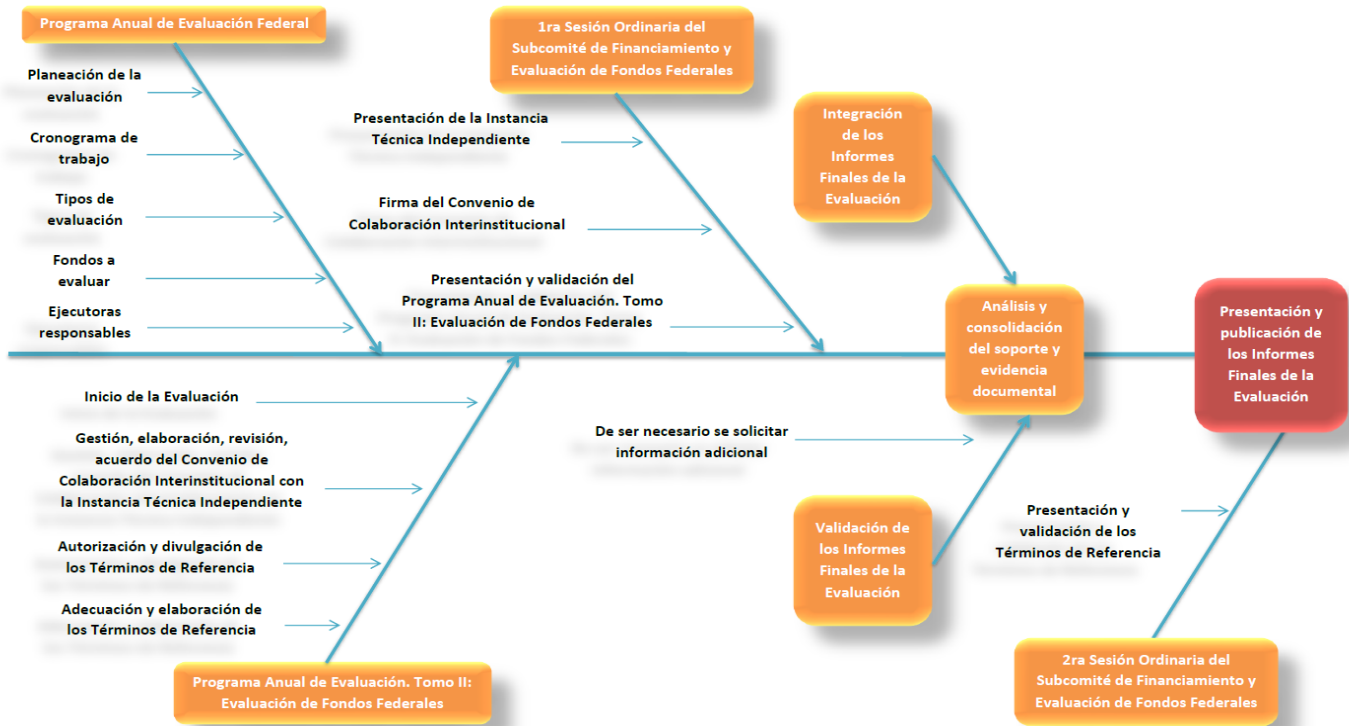 Programa Anual de Evaluación Federal
Planeación de la
evaluación
Cronograma de
trabajo
Tipos de
evaluación
Fondos a
evaluar
Ejecutoras
responsables
1ra Sesión Ordinaria del
Subcomité de Financiamiento y
Evaluación de Fondos Federales
Presentación de la Instancia
Técnica Independiente
Firma del Convenio de
Colaboración Interinstitucional
Presentación y validación del
Programa Anual de Evaluación. Tomo
II: Evaluación de Fondos Federales
Integración
de los
Informes
Finales de la
Evaluación
Análisis y
consolidación
del soporte y
evidencia
documental
Presentación y
publicación de
los Informes
Finales de la
Evaluación
Inicio de la Evaluación
Gestión, elaboración, revisión,
acuerdo del Convenio de
Colaboración Interinstitucional con
la Instancia Técnica Independiente
Autorización y divulgación de
los Términos de Referencia
Adecuación y elaboración de
los Términos de Referencia
Programa Anual de Evaluación. Tomo II:
Evaluación de Fondos Federales
De ser necesario se solicitar
información adicional
Validación de
los Informes
Finales de la
Evaluación
Presentación y
validación de los
Términos de Referencia
2ra Sesión Ordinaria del
Subcomité de Financiamiento y
Evaluación de Fondos Federales